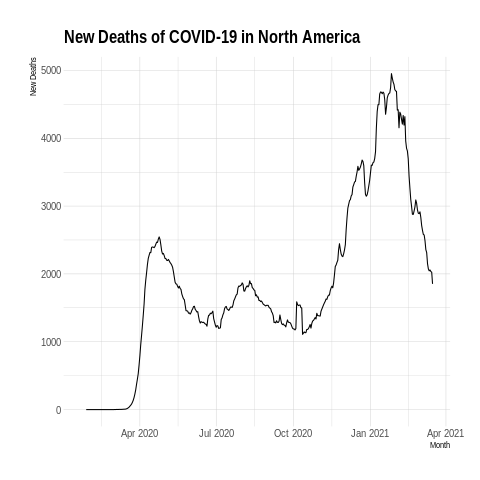 New Deaths of COVID-19 in North America
New Deaths
5000
4000
3000
2000
1000
0
Apr 2020 Jul 2020 Oct 2020 Jan 2021 Apr 2021
Month